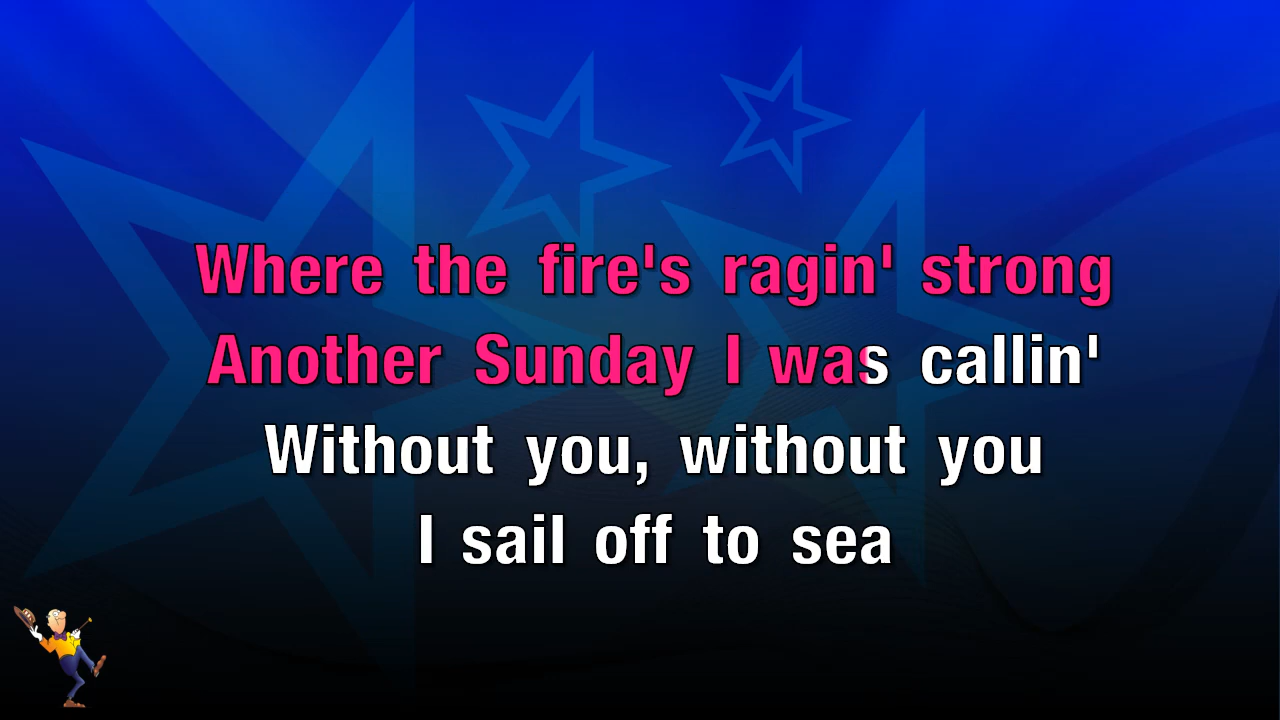 Where the fire's ragin' strong
Another Sunday I was callin'
Without you, without you
I sail off to sea